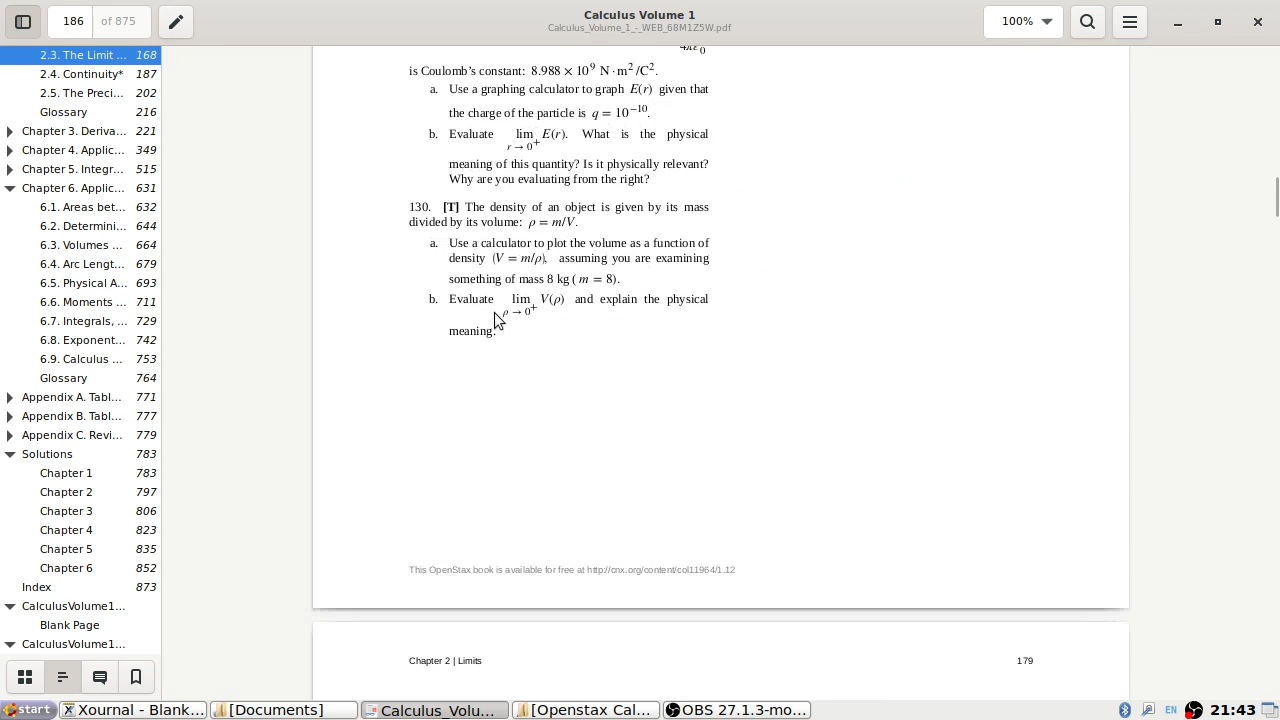 186
of 875
Calculus Volume 1
Calculus_Volume_1_-_WEB_68M1Z5W.pdf
100%
2.3. The Limit ... 168
2.4. Continuity* 187
2.5. The Preci... 202
Glossary 216
Chapter 3. Deriva... 221
Chapter 4. Applic... 349
Chapter 5. Integr... 515
Chapter 6. Applic... 631
6.1. Areas bet... 632
6.2. Determini... 644
6.3. Volumes ... 664
6.4. Arc Lengt... 679
6.5. Physical A... 693
6.6. Moments ... 711
6.7. Integrals, ... 729
6.8. Exponent... 742
6.9. Calculus ... 753
Glossary 764
Appendix A. Tabl... 771
Appendix B. Tabl... 777
Appendix C. Revi... 779
Solutions 783
Chapter 1 783
Chapter 2 797
Chapter 3 806
Chapter 4 823
Chapter 5 835
Chapter 6 852
Index 873
CalculusVolume1...
Blank Page
CalculusVolume1...
is Coulomb's constant: 8.988 × 10⁹ N·m²/C².
a. Use a graphing calculator to graph E(r) given that
the charge of the particle is q = 10⁻¹⁰.
b. Evaluate lim E(r). What is the physical
r → 0⁺
meaning of this quantity? Is it physically relevant?
Why are you evaluating from the right?
130. [T] The density of an object is given by its mass
divided by its volume: ρ = m/V.
a. Use a calculator to plot the volume as a function of
density (V = m/ρ), assuming you are examining
something of mass 8 kg ( m = 8).
b. Evaluate lim V(ρ) and explain the physical
ρ → 0⁺
meaning.
This OpenStax book is available for free at http://cnx.org/content/col11964/1.12
Chapter 2 | Limits 179
start
Xournal - Blank...
[Documents]
Calculus_Volu...
[Openstax Cal...
OBS 27.1.3-mo...
EN
21:43